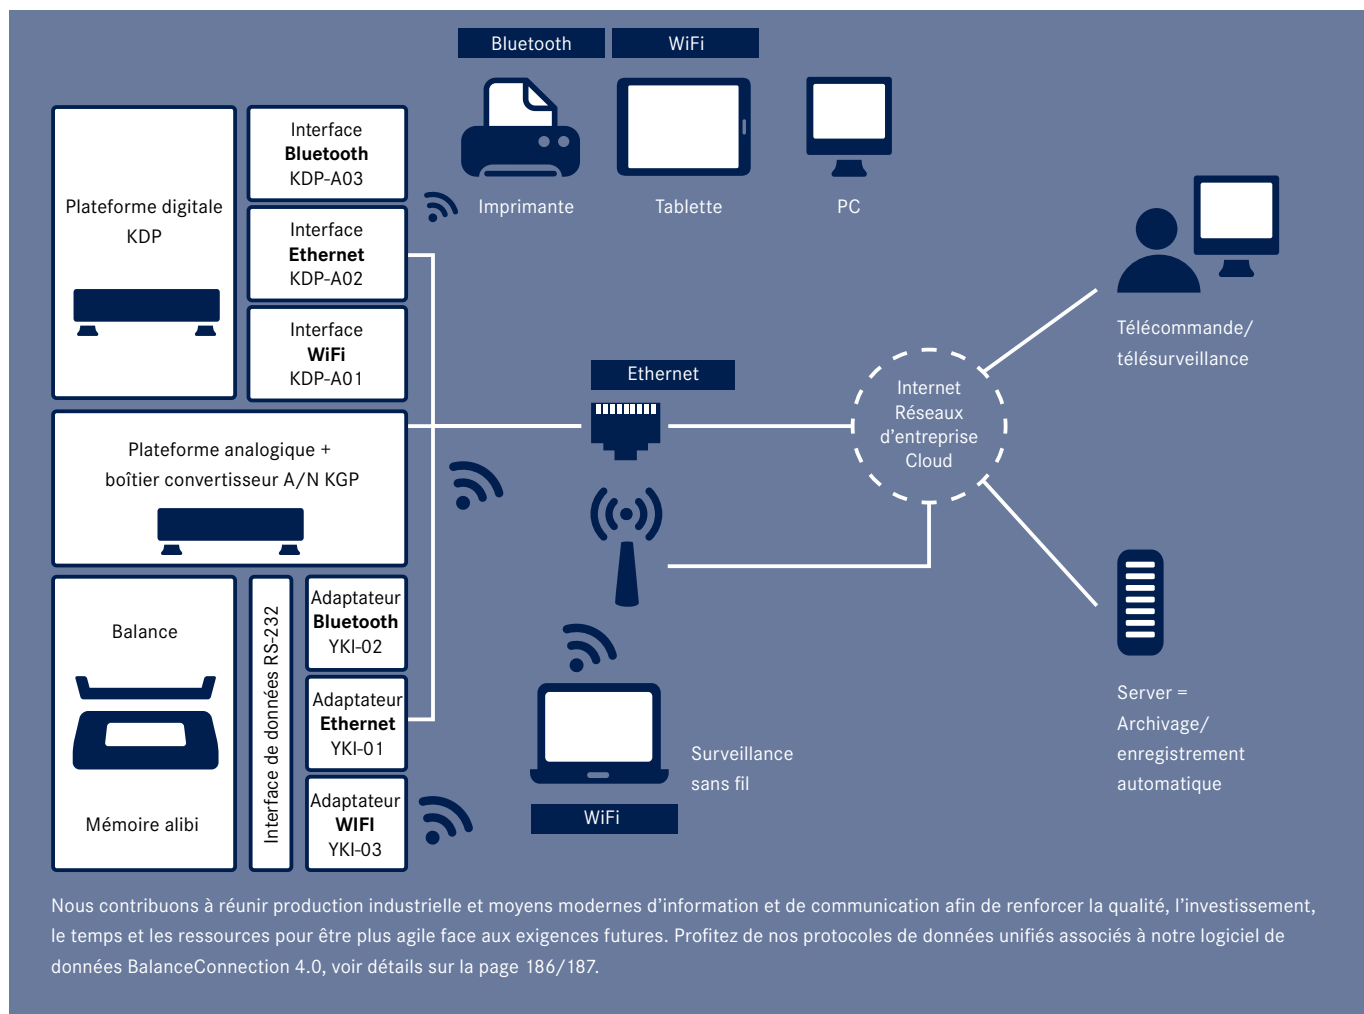 Bluetooth
WiFi
Imprimante
Tablette
PC
Plateforme digitale
KDP
Interface
Bluetooth
KDP-A03
Interface
Ethernet
KDP-A02
Interface
WiFi
KDP-A01
Plateforme analogique +
boîtier convertisseur A/N KGP
Balance
Mémoire alibi
Interface de données RS-232
Adaptateur
Bluetooth
YKI-02
Adaptateur
Ethernet
YKI-01
Adaptateur
WIFI
YKI-03
Ethernet
Surveillance
sans fil
WiFi
Internet
Réseaux
d'entreprise
Cloud
Télécommande/
télésurveillance
Server =
Archivage/
enregistrement
automatique
Nous contribuons à réunir production industrielle et moyens modernes d'information et de communication afin de renforcer la qualité, l'investissement,
le temps et les ressources pour être plus agile face aux exigences futures. Profitez de nos protocoles de données unifiés associés à notre logiciel de
données BalanceConnection 4.0, voir détails sur la page 186/187.